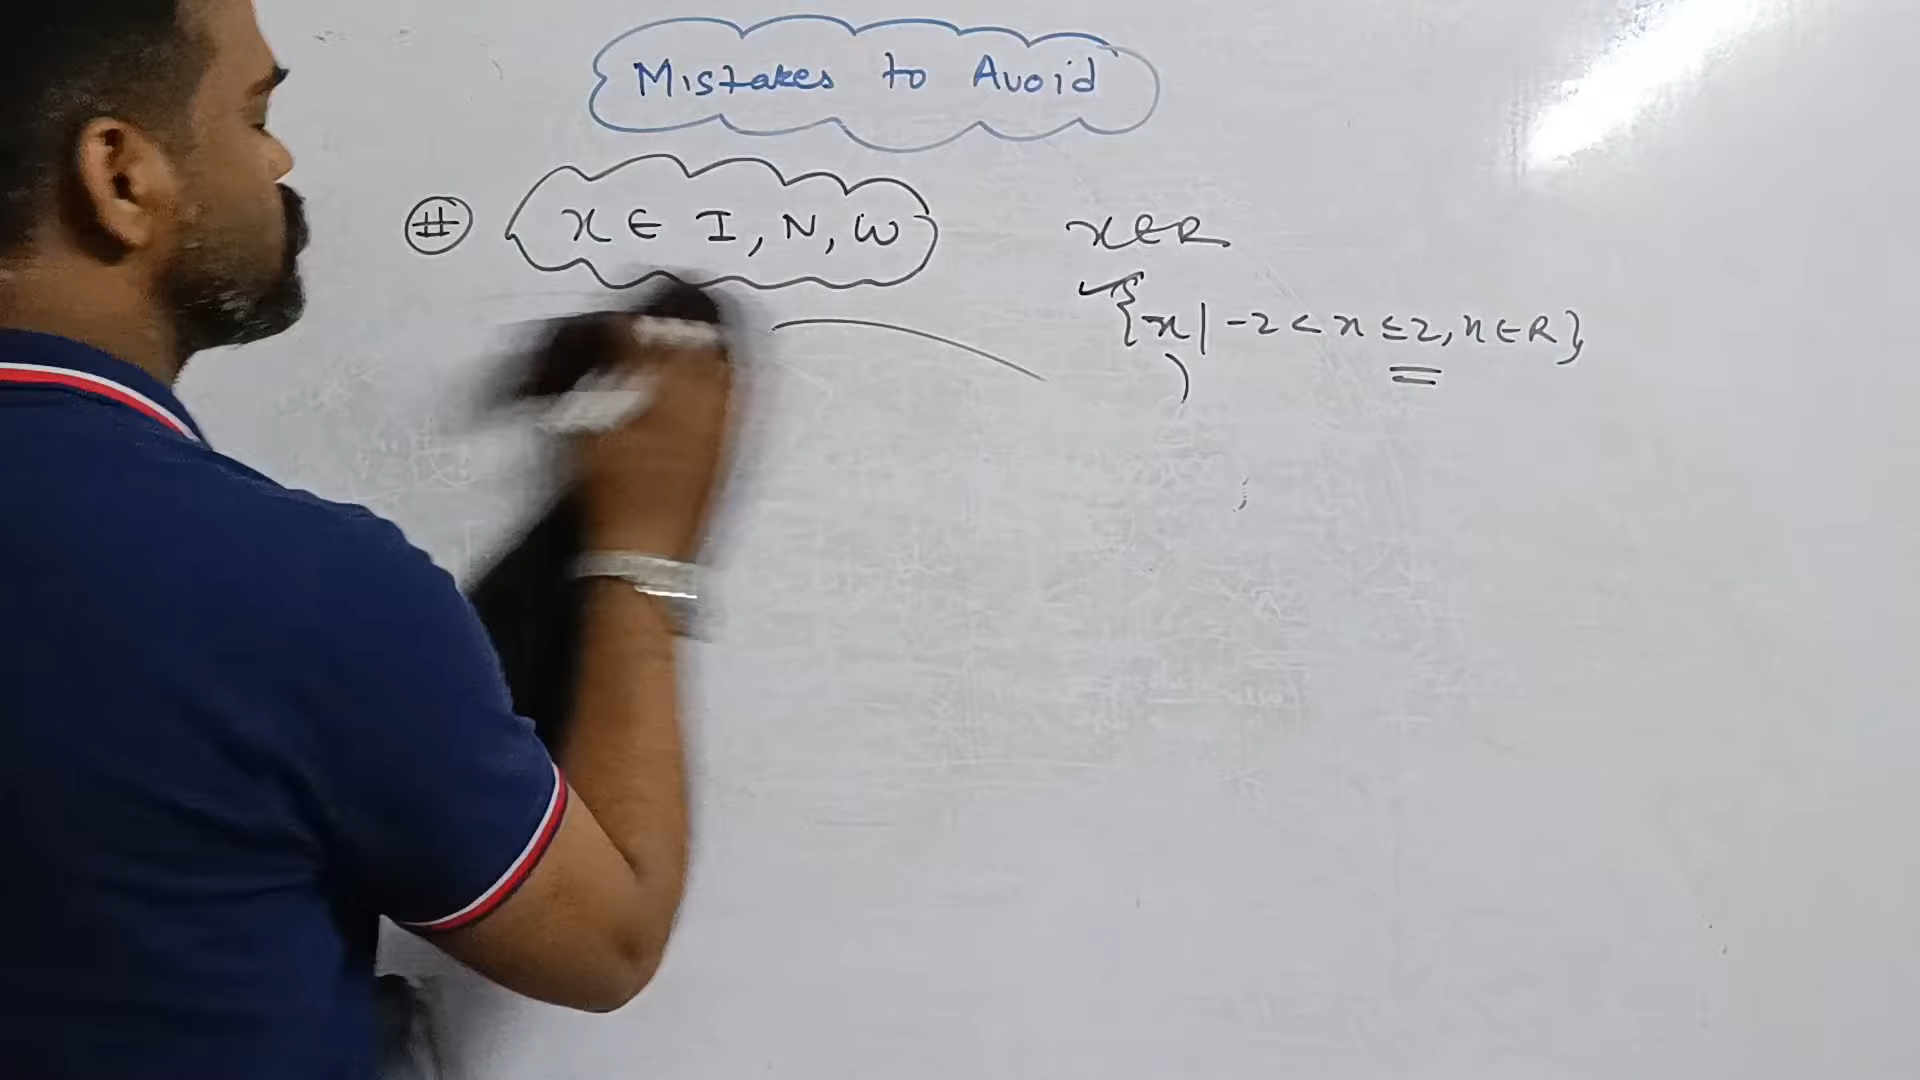 Mistakes to Avoid
# x ∈ I, N, W
x ∈ R
{x | -2 < x ≤ 2, x ∈ R}